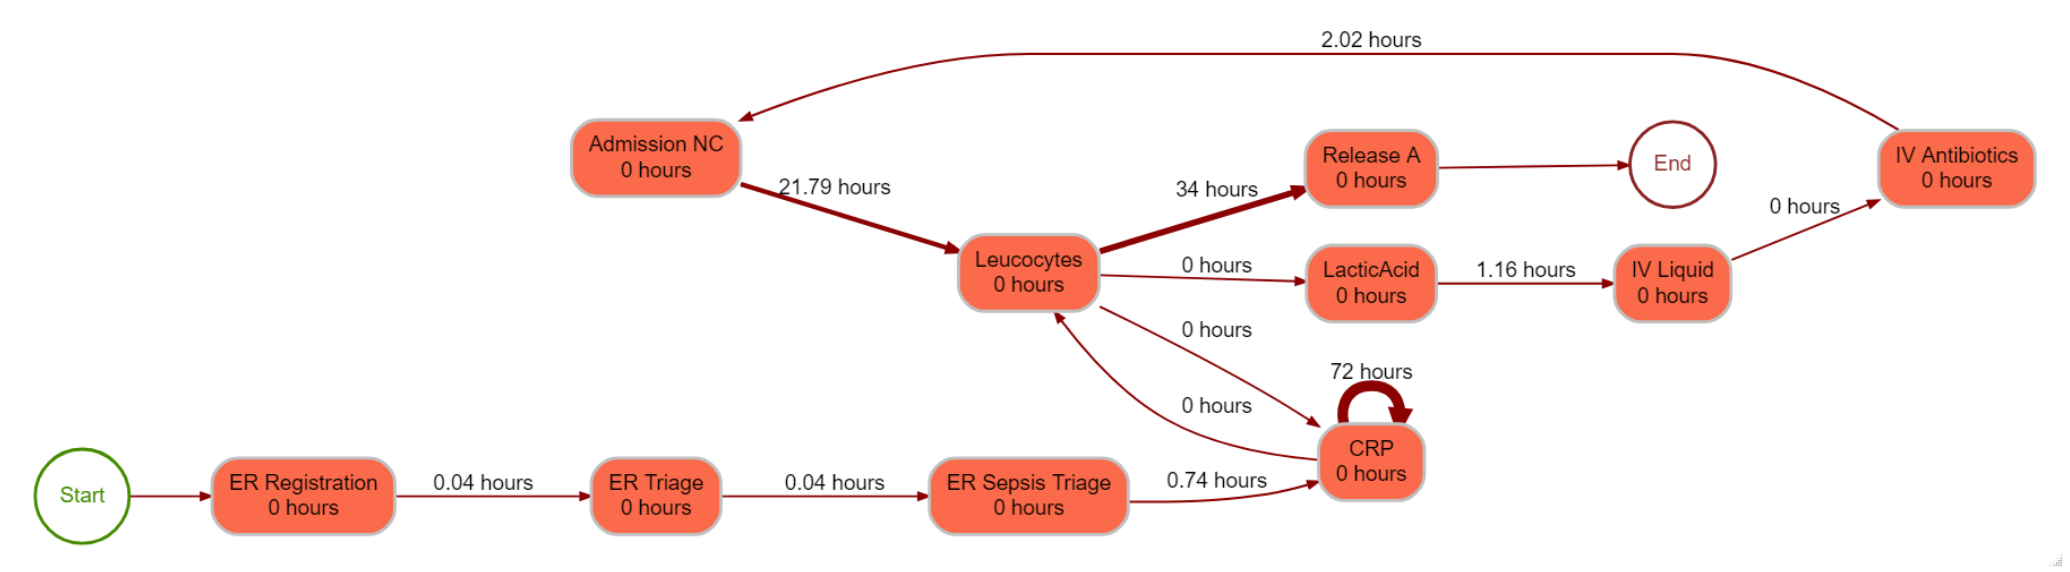 2.02 hours
Admission NC
0 hours
21.79 hours
Leucocytes
0 hours
34 hours
Release A
0 hours
End
IV Antibiotics
0 hours
0 hours
0 hours
LacticAcid
0 hours
1.16 hours
IV Liquid
0 hours
0 hours
0 hours
72 hours
CRP
0 hours
Start
ER Registration
0 hours
0.04 hours
ER Triage
0 hours
0.04 hours
ER Sepsis Triage
0 hours
0.74 hours